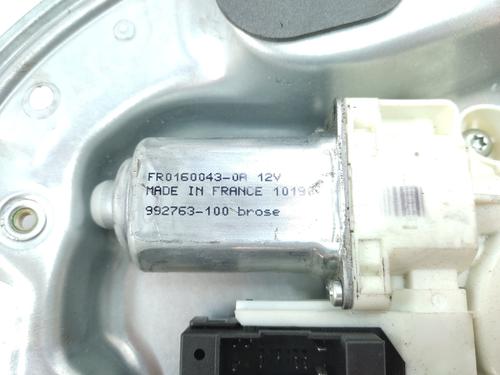 FR0160043-0A 12V
MADE IN FRANCE 1019
992763-100 brose